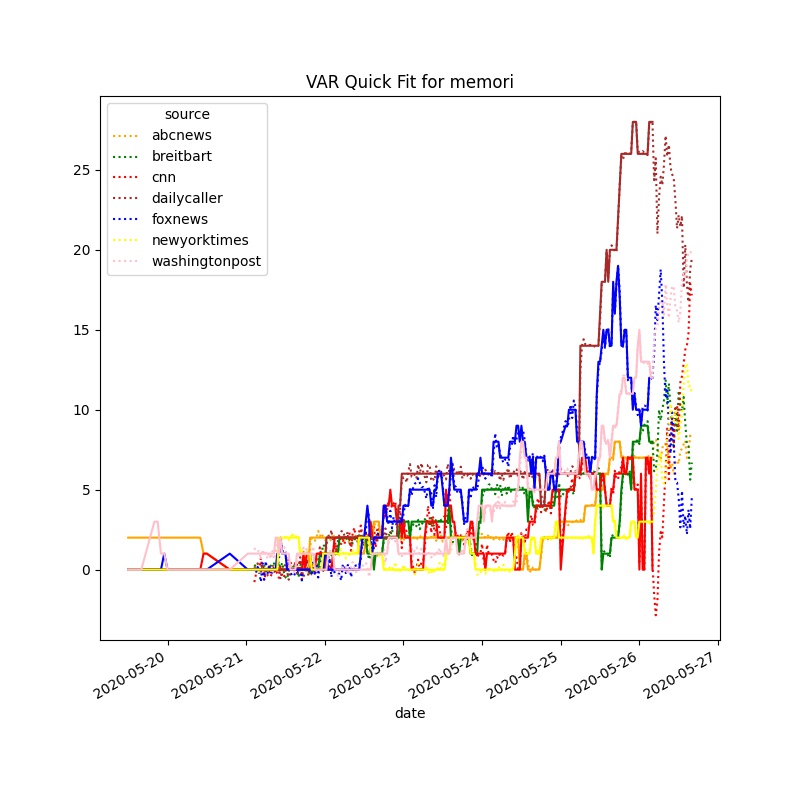 VAR Quick Fit for memori
source
abcnews
breitbart
cnn
dailycaller
foxnews
newyorktimes
washingtonpost
25
20
15
10
5
0
2020-05-20
2020-05-21
2020-05-22
2020-05-23
2020-05-24
2020-05-25
2020-05-26
2020-05-27
date